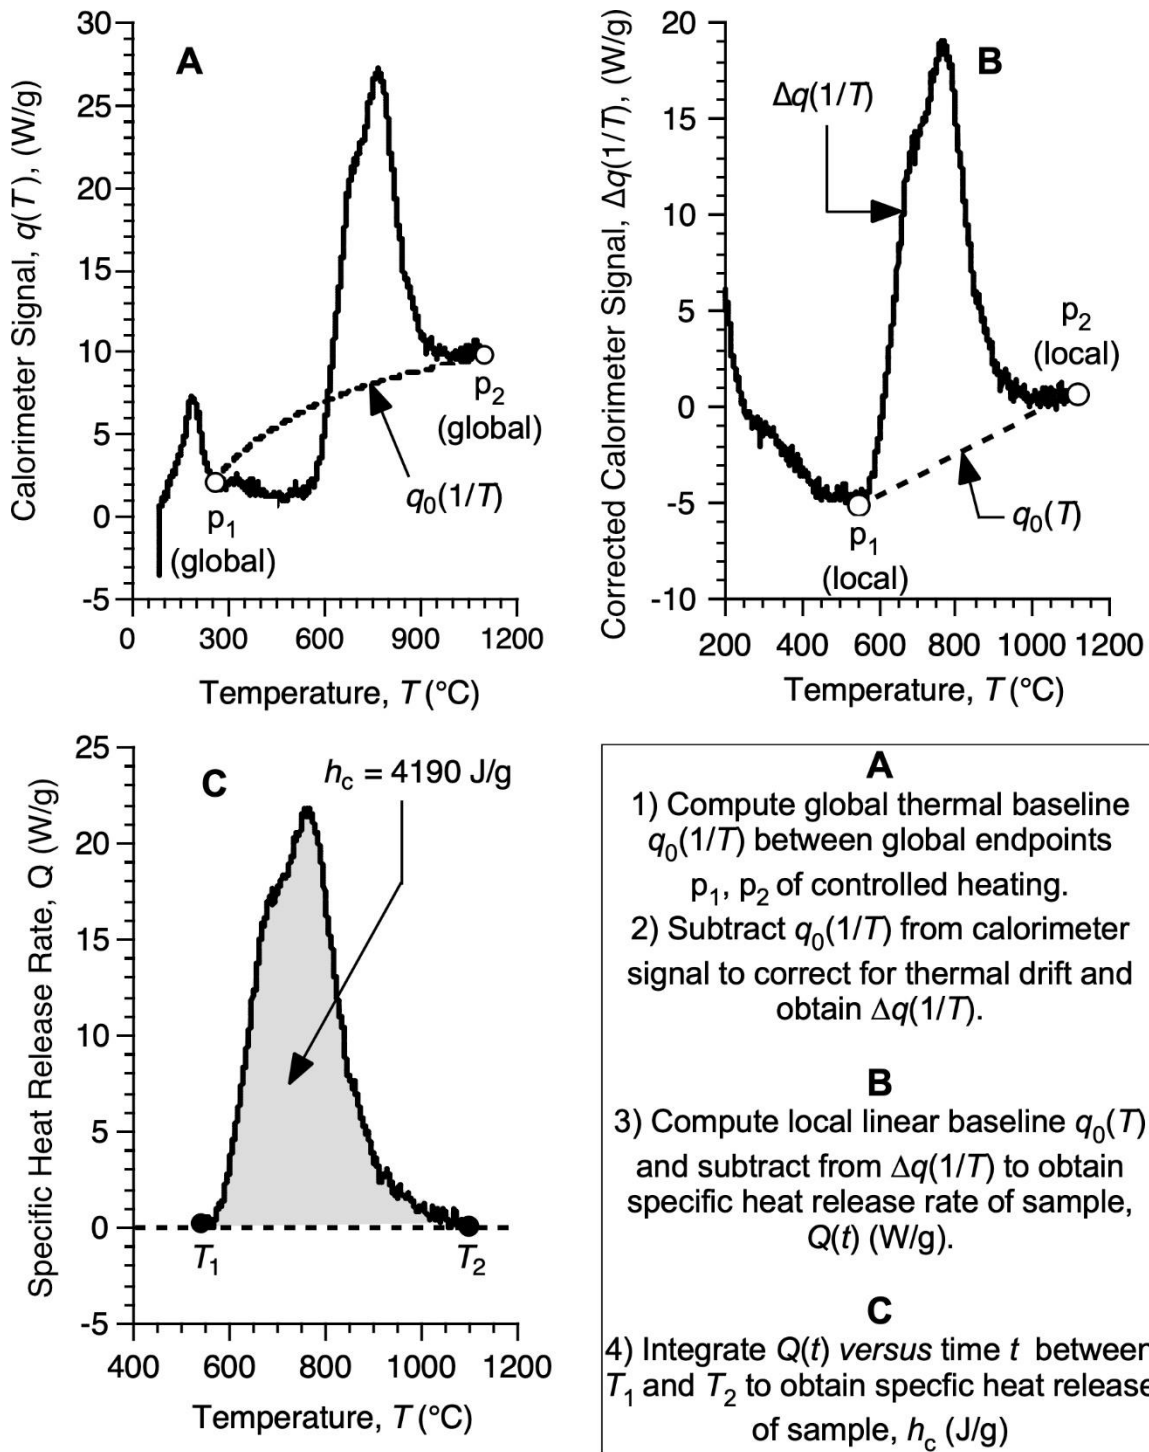 A
Calorimeter Signal, q(T), (W/g)
30
25
20
15
10
5
0
-5
p1
(global)
q0(1/T)
p2
(global)
0 300 600 900 1200
Temperature, T (°C)
B
Corrected Calorimeter Signal, Δq(1/T), (W/g)
20
15
10
5
0
-5
-10
Δq(1/T)
p2
(local)
p1
(local)
q0(T)
200 400 600 800 1000 1200
Temperature, T (°C)
C
Specific Heat Release Rate, Q (W/g)
25
20
15
10
5
0
-5
hc = 4190 J/g
T1
T2
400 600 800 1000 1200
Temperature, T (°C)
A
1) Compute global thermal baseline
q0(1/T) between global endpoints
p1, p2 of controlled heating.
2) Subtract q0(1/T) from calorimeter
signal to correct for thermal drift and
obtain Δq(1/T).
B
3) Compute local linear baseline q0(T)
and subtract from Δq(1/T) to obtain
specific heat release rate of sample,
Q(t) (W/g).
C
4) Integrate Q(t) versus time t between
T1 and T2 to obtain specfic heat release
of sample, hc (J/g)